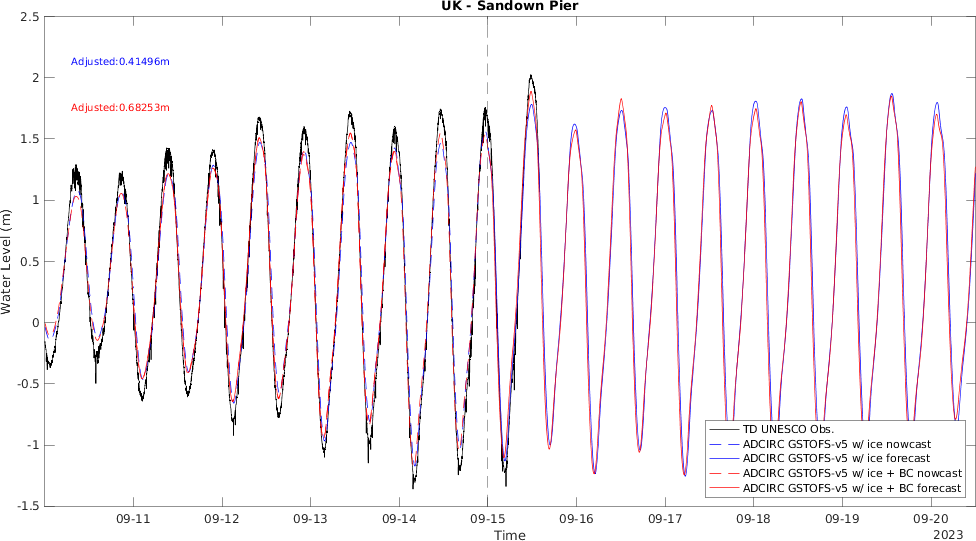 UK - Sandown Pier
2.5
Adjusted:0.41496m
2
Adjusted:0.68253m
1.5
1
0.5
0
-0.5
-1
-1.5
Water Level (m)
TD UNESCO Obs.
ADCIRC GSTOFS-v5 w/ ice nowcast
ADCIRC GSTOFS-v5 w/ ice forecast
ADCIRC GSTOFS-v5 w/ ice + BC nowcast
ADCIRC GSTOFS-v5 w/ ice + BC forecast
09-11 09-12 09-13 09-14 09-15 09-16 09-17 09-18 09-19 09-20
Time
2023